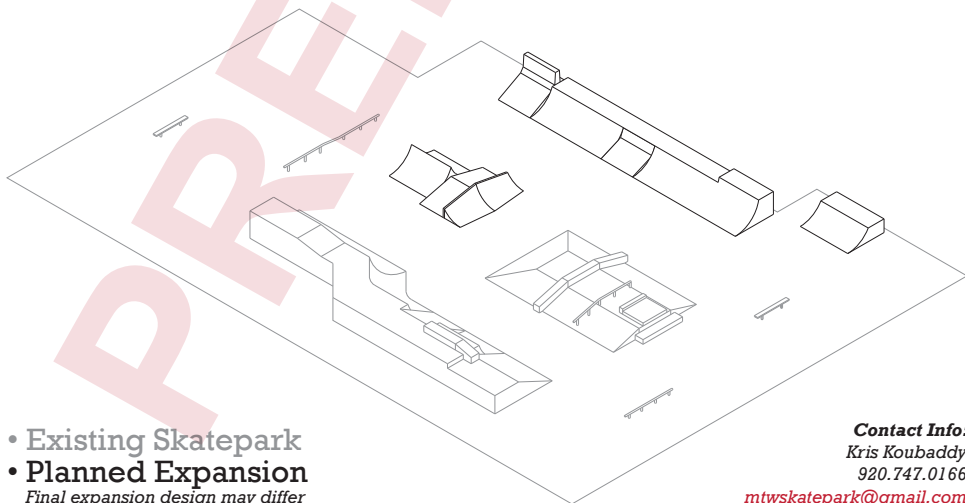 PRE
• Existing Skatepark
• Planned Expansion
Final expansion design may differ
Contact Info:
Kris Koubaddy
920.747.0166
mtwskatepark@gmail.com